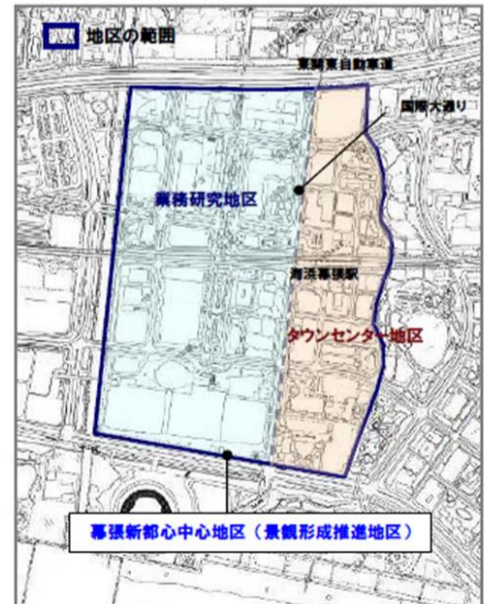 地区の範囲
東関東自動車道
国際大通り
業務研究地区
海浜幕張駅
タウンセンター地区
幕張新都心中心地区（景観形成推進地区）